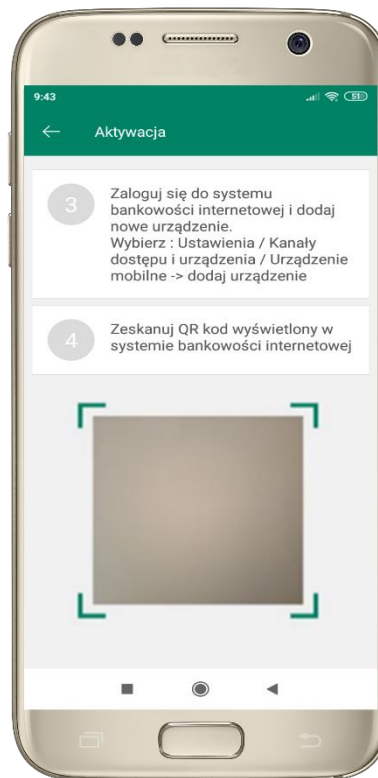 9:43
51
Aktywacja
3
Zaloguj się do systemu
bankowości internetowej i dodaj
nowe urządzenie.
Wybierz : Ustawienia / Kanały
dostępu i urządzenia / Urządzenie
mobilne -> dodaj urządzenie
4
Zeskanuj QR kod wyświetlony w
systemie bankowości internetowej